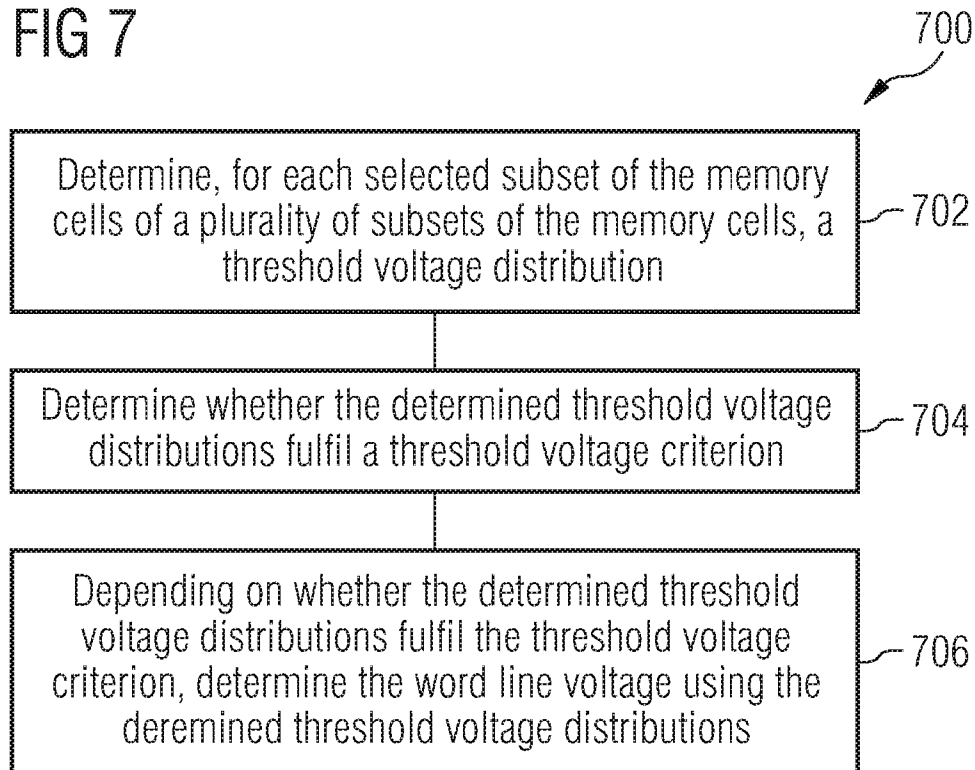 FIG 7
700
Determine, for each selected subset of the memory
cells of a plurality of subsets of the memory cells, a
threshold voltage distribution
702
Determine whether the determined threshold voltage
distributions fulfil a threshold voltage criterion
704
Depending on whether the determined threshold
voltage distributions fulfil the threshold voltage
criterion, determine the word line voltage using the
deremined threshold voltage distributions
706